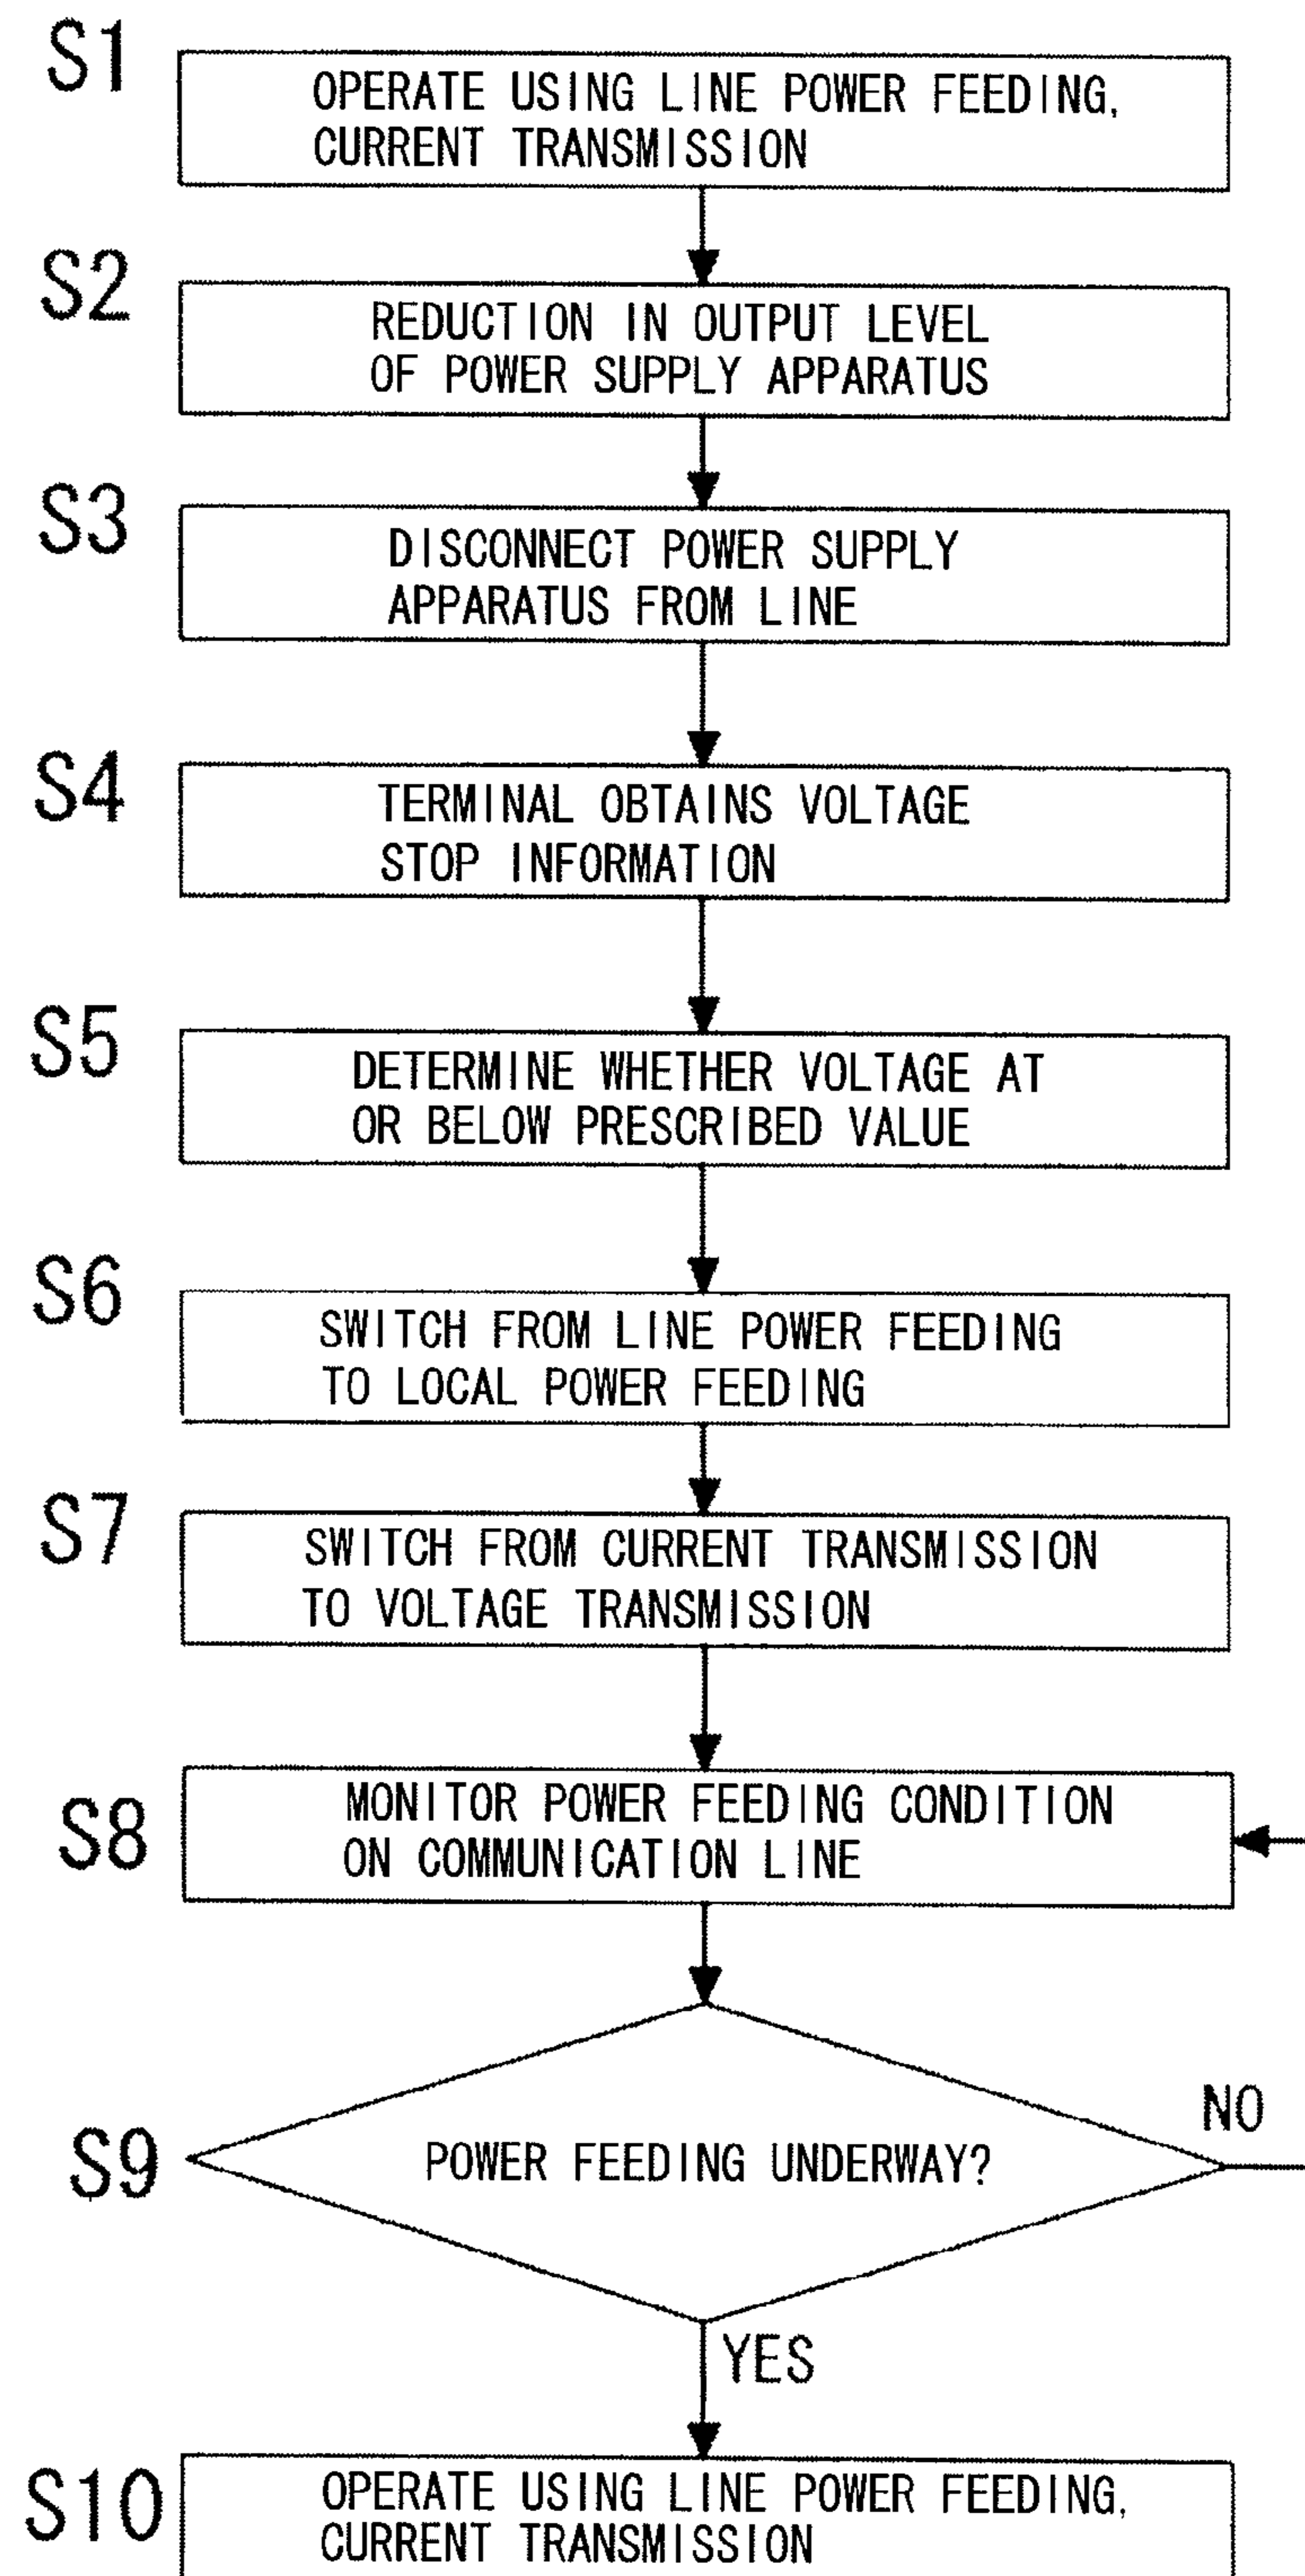 S1
OPERATE USING LINE POWER FEEDING,
CURRENT TRANSMISSION
S2
REDUCTION IN OUTPUT LEVEL
OF POWER SUPPLY APPARATUS
S3
DISCONNECT POWER SUPPLY
APPARATUS FROM LINE
S4
TERMINAL OBTAINS VOLTAGE
STOP INFORMATION
S5
DETERMINE WHETHER VOLTAGE AT
OR BELOW PRESCRIBED VALUE
S6
SWITCH FROM LINE POWER FEEDING
TO LOCAL POWER FEEDING
S7
SWITCH FROM CURRENT TRANSMISSION
TO VOLTAGE TRANSMISSION
S8
MONITOR POWER FEEDING CONDITION
ON COMMUNICATION LINE
S9
POWER FEEDING UNDERWAY?
NO
YES
S10
OPERATE USING LINE POWER FEEDING,
CURRENT TRANSMISSION